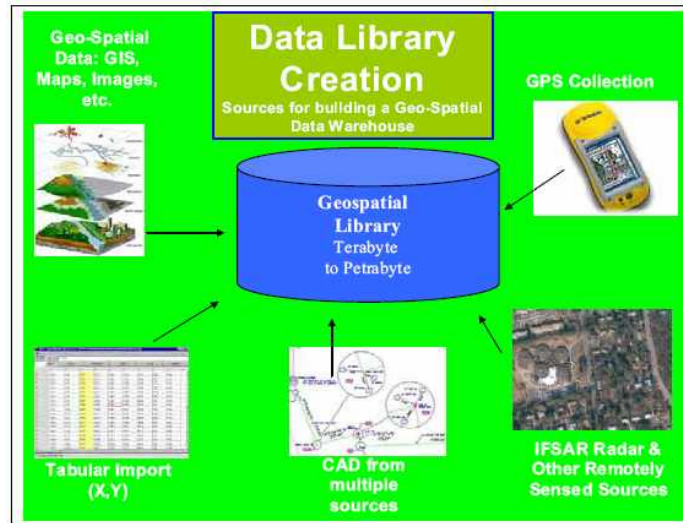 Data Library
Creation
Sources for building a Geo-Spatial
Data Warehouse
Geo-Spatial
Data: GIS,
Maps, Images,
etc.
GPS Collection
Geospatial
Library
Terabyte
to Petrabyte
Tabular Import
(X,Y)
CAD from
multiple
sources
IFSAR Radar &
Other Remotely
Sensed Sources